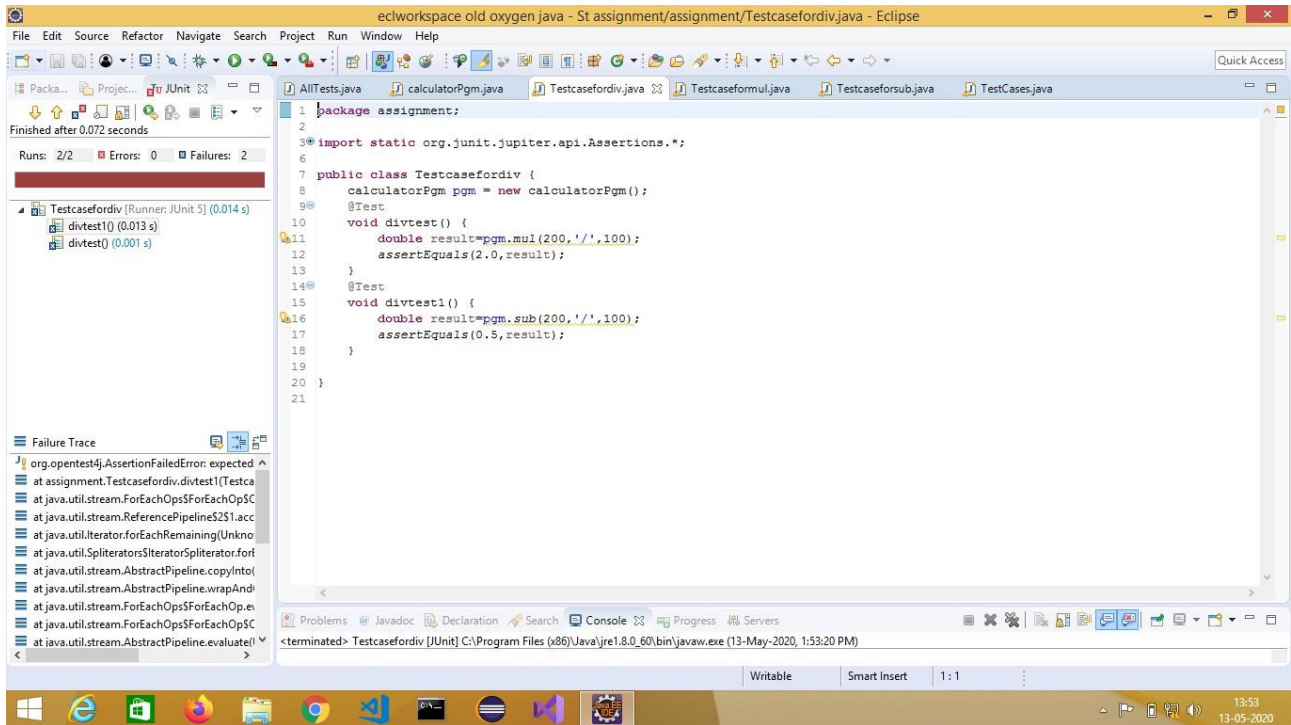 eclworkspace old oxygen java - St assignment/assignment/Testcasefordiv.java - Eclipse
File Edit Source Refactor Navigate Search Project Run Window Help
Quick Access
Packa... Projec... JUnit
AllTests.java calculatorPgm.java Testcasefordiv.java Testcaseformul.java Testcaseforsub.java TestCases.java
Finished after 0.072 seconds
Runs: 2/2 Errors: 0 Failures: 2
Testcasefordiv [Runner: JUnit 5] (0.014 s)
divtest1() (0.013 s)
divtest() (0.001 s)
1 package assignment;
2
3 import static org.junit.jupiter.api.Assertions.*;
6
7 public class Testcasefordiv {
8 calculatorPgm pgm = new calculatorPgm();
9 @Test
10 void divtest() {
11 double result=pgm.mul(200,'/',100);
12 assertEquals(2.0,result);
13 }
14 @Test
15 void divtest1() {
16 double result=pgm.sub(200,'/',100);
17 assertEquals(0.5,result);
18 }
19
20 }
21
Failure Trace
org.opentest4j.AssertionFailedError: expected
at assignment.Testcasefordiv.divtest1(Testca
at java.util.stream.ForEachOps$ForEachOp$C
at java.util.stream.ReferencePipeline$2$1.acc
at java.util.Iterator.forEachRemaining(Unkno
at java.util.Spliterators$IteratorSpliterator.forE
at java.util.stream.AbstractPipeline.copyInto(
at java.util.stream.AbstractPipeline.wrapAnd
at java.util.stream.ForEachOps$ForEachOp.ev
at java.util.stream.ForEachOps$ForEachOp$C
at java.util.stream.AbstractPipeline.evaluate(
Problems Javadoc Declaration Search Console Progress Servers
<terminated> Testcasefordiv [JUnit] C:\Program Files (x86)\Java\jre1.8.0_60\bin\javaw.exe (13-May-2020, 1:53:20 PM)
Writable Smart Insert 1 : 1
13:53
13-05-2020